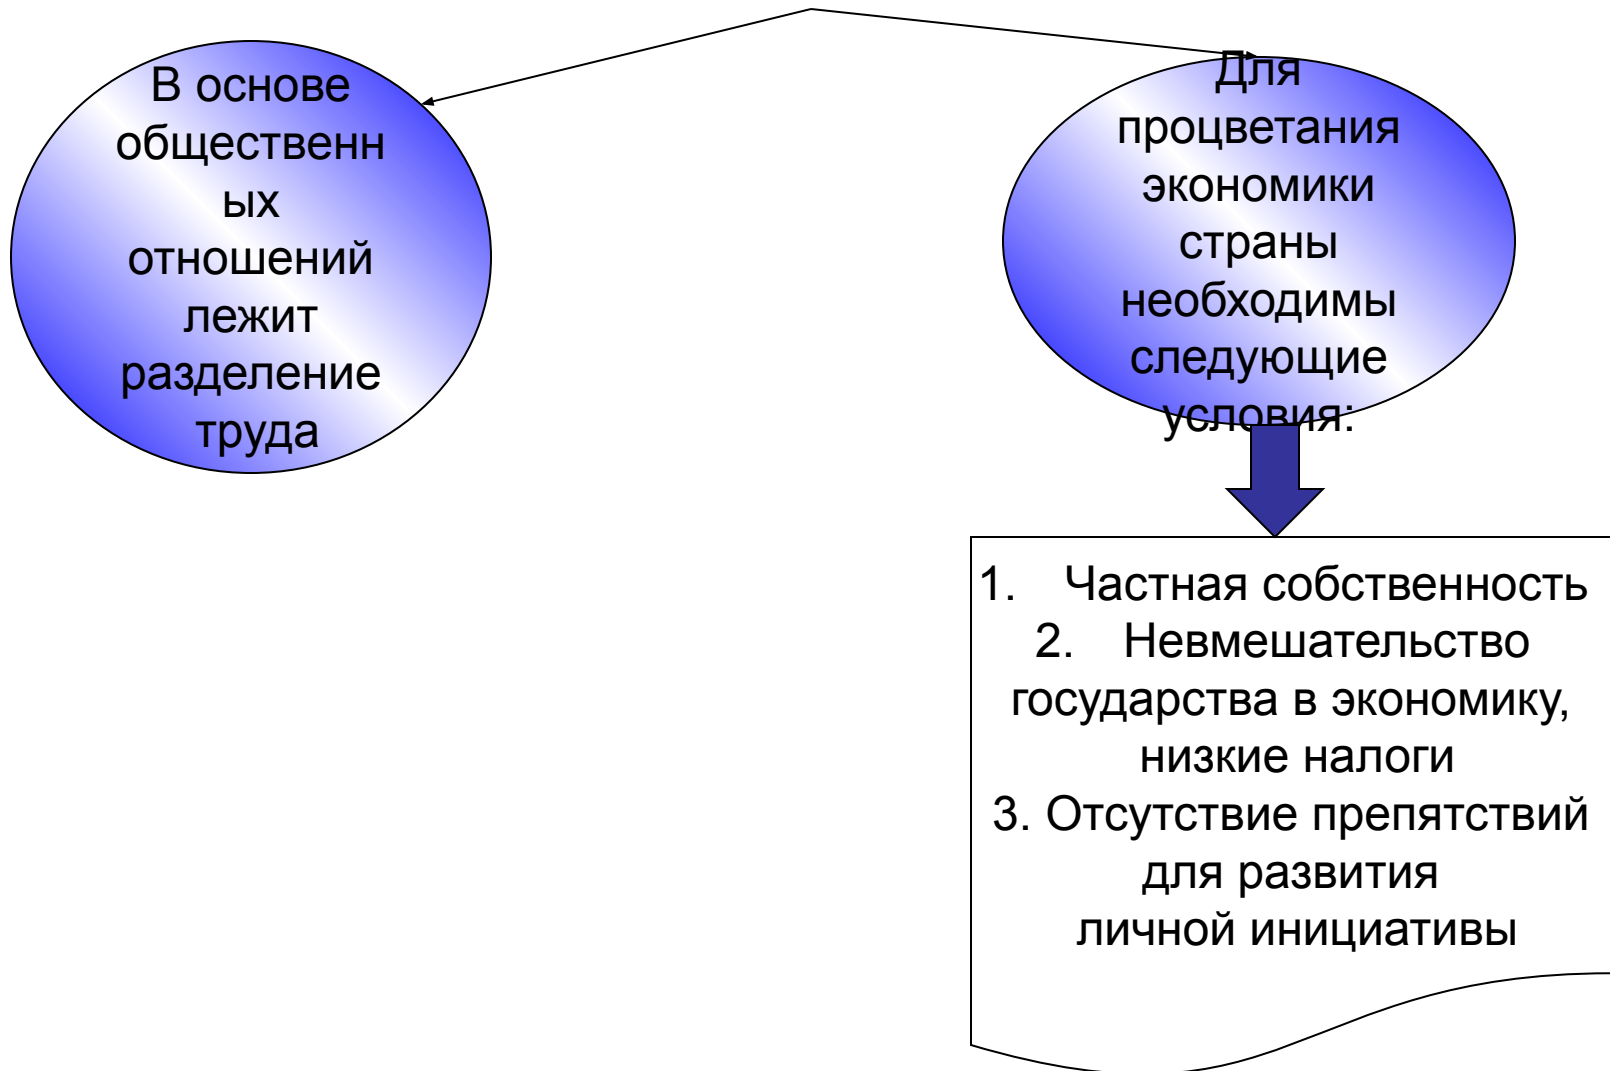 В основе
общественн
ых
отношений
лежит
разделение
труда
Для
процветания
экономики
страны
необходимы
следующие
условия:
1. Частная собственность
2. Невмешательство
государства в экономику,
низкие налоги
3. Отсутствие препятствий
для развития
личной инициативы